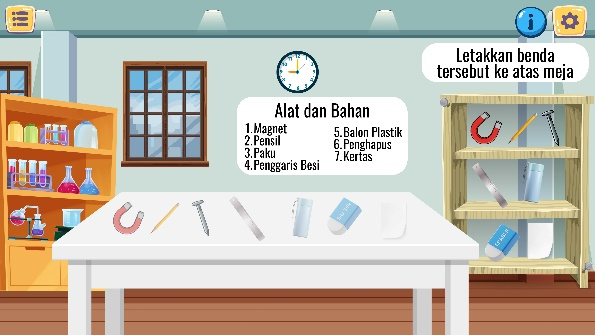 Letakkan benda
tersebut ke atas meja
Alat dan Bahan
1.Magnet
2.Pensil
3.Paku
4.Penggaris Besi
5.Balon Plastik
6.Penghapus
7.Kertas